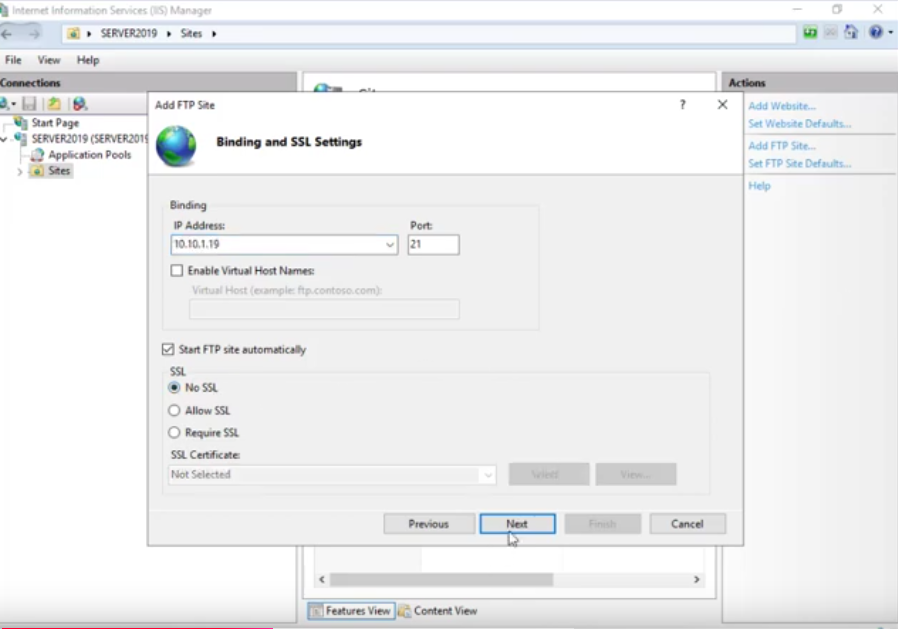 Internet Information Services (IIS) Manager
SERVER2019 Sites
File View Help
Connections
Start Page
SERVER2019 (SERVER2019
Application Pools
Sites
Add FTP Site
?
Binding and SSL Settings
Binding
IP Address: Port:
10.10.1.19 21
Enable Virtual Host Names:
Virtual Host (example: ftp.contoso.com):
Start FTP site automatically
SSL
No SSL
Allow SSL
Require SSL
SSL Certificate:
Not Selected Select View...
Previous Next Finish Cancel
Features View Content View
Actions
Add Website...
Set Website Defaults...
Add FTP Site...
Set FTP Site Defaults...
Help